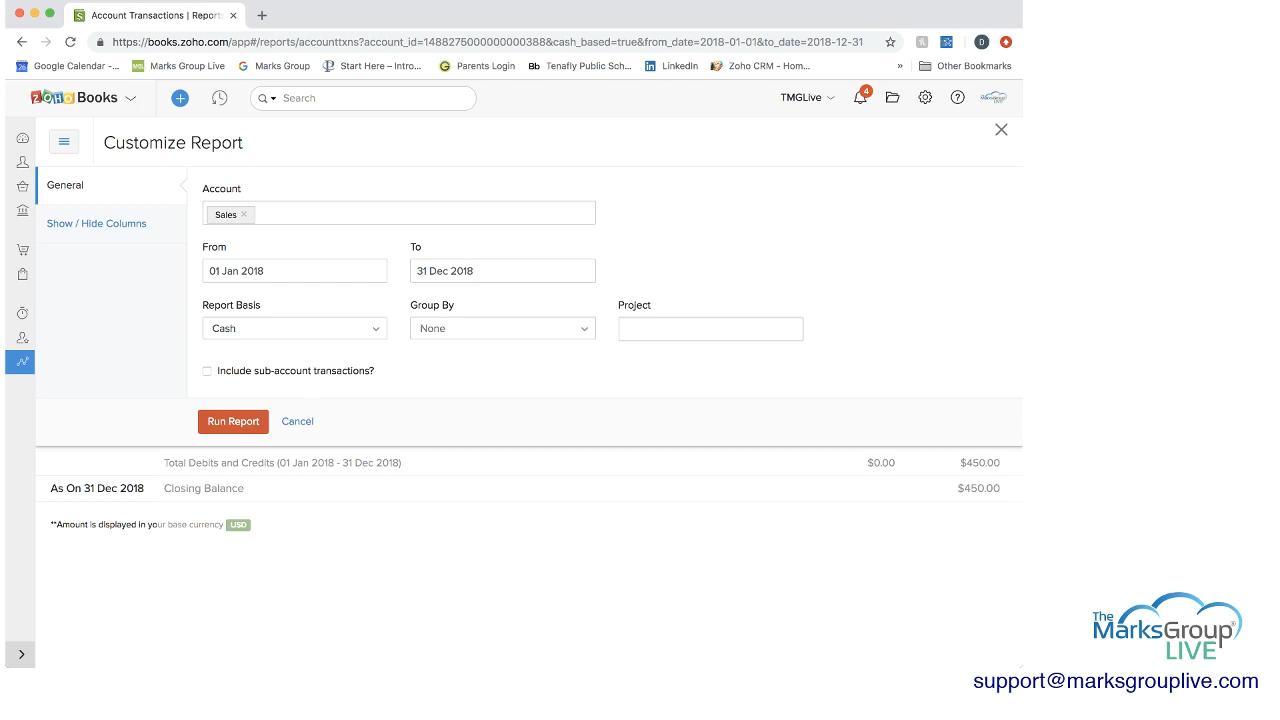 Account Transactions | Report
https://books.zoho.com/app#/reports/accounttxns?account_id=1488275000000000388&cash_based=true&from_date=2018-01-01&to_date=2018-12-31
Google Calendar -... Marks Group Live Marks Group Start Here – Intro... Parents Login Bb Tenafly Public Sch... LinkedIn Zoho CRM - Hom... » Other Bookmarks
ZOHO Books Search TMGLive 4
Customize Report
General
Show / Hide Columns
Account
Sales ×
From To
01 Jan 2018 31 Dec 2018
Report Basis Group By Project
Cash None
Include sub-account transactions?
Run Report Cancel
Total Debits and Credits (01 Jan 2018 - 31 Dec 2018) $0.00 $450.00
As On 31 Dec 2018 Closing Balance $450.00
**Amount is displayed in your base currency USD
The
MarksGroup®
LIVE
support@marksgrouplive.com